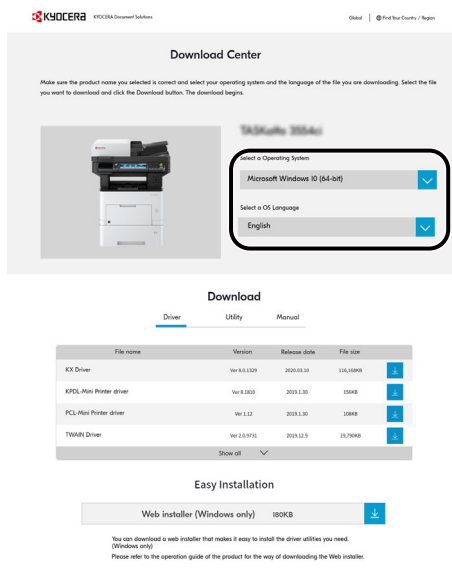 KYOCERA KYOCERA Document Solutions
Global Find Your Country / Region
Download Center
Make sure the product name you selected is correct and select your operating system and the language of the file you are downloading. Select the file
you want to download and click the Download button. The download begins.
Select a Operating System
Microsoft Windows 10 (64-bit)
Select a OS Language
English
Download
Driver Utility Manual
File name Version Release date File size
KX Driver Ver 8.0.1329 2020.03.10 116,168KB
KPDL-Mini Printer driver Ver 8.1810 2019.1.30 156KB
PCL-Mini Printer driver Ver 1.12 2019.1.30 108KB
TWAIN Driver Ver 2.0.9731 2019.12.9 19,790KB
Show all
Easy Installation
Web installer (Windows only) 180KB
You can download a web installer that makes it easy to install the driver utilities you need.
(Windows only)
Please refer to the operation guide of the product for the way of downloading the Web installer.